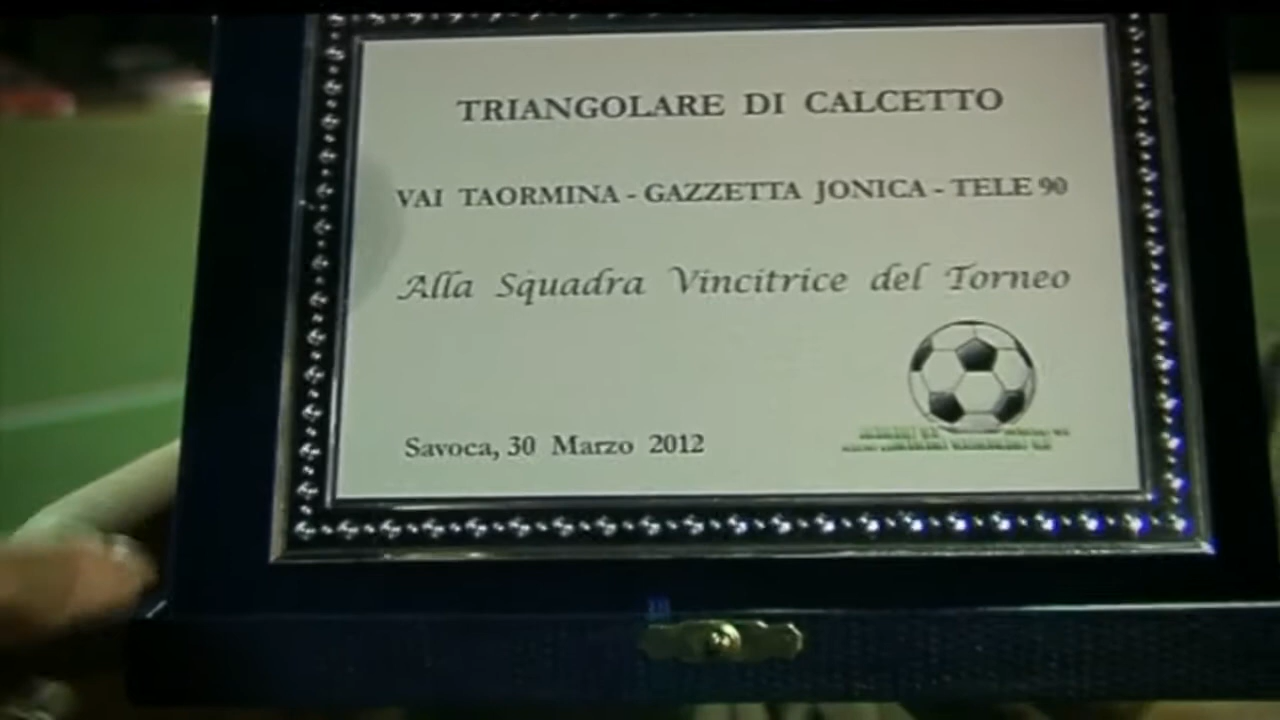 TRIANGOLARE DI CALCETTO
VAI TAORMINA - GAZZETTA JONICA - TELE 90
Alla Squadra Vincitrice del Torneo
Savoca, 30 Marzo 2012